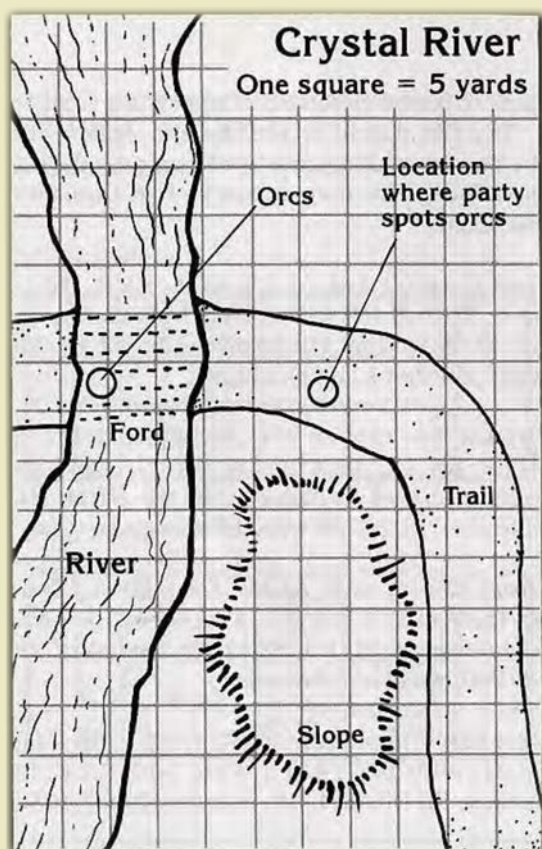 Crystal River
One square = 5 yards
Location
where party
spots orcs
Orcs
Ford
Trail
River
Slope